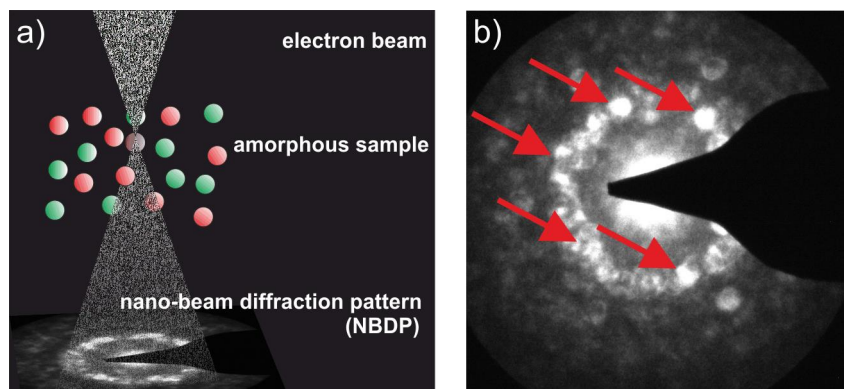 a)
electron beam
amorphous sample
nano-beam diffraction pattern
(NBDP)
b)